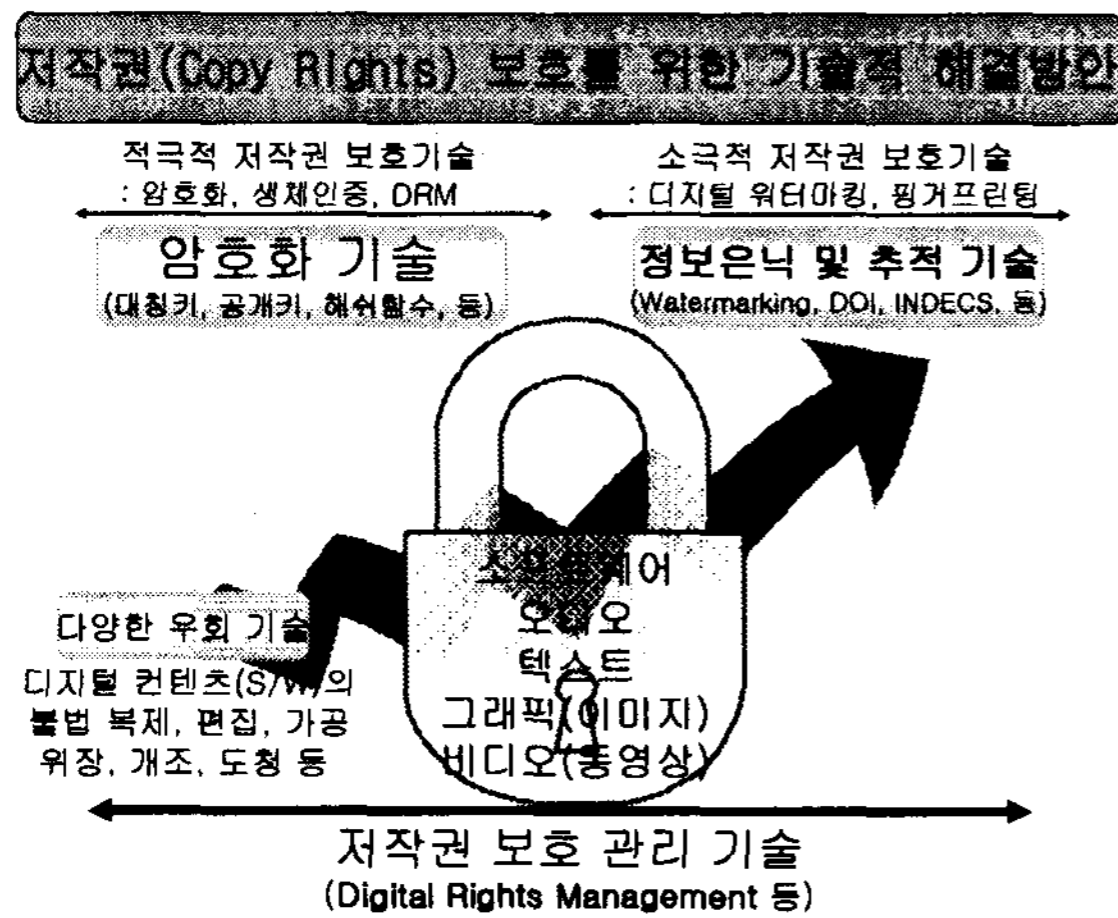 저작권(Copy Rights) 보호를 위한 기술적 해결방안
적극적 저작권 보호기술
: 암호화, 생체인증, DRM
소극적 저작권 보호기술
: 디지털 워터마킹, 핑거프린팅
암호화 기술
(대칭키, 공개키, 해쉬함수, 등)
정보은닉 및 추적 기술
(Watermarking, DOI, INDECS, 등)
소프트웨어
오디오
텍스트
그래픽(이미지)
비디오(동영상)
다양한 우회 기술
디지털 컨텐츠(S/W)의
불법 복제, 편집, 가공
위장, 개조, 도청 등
저작권 보호 관리 기술
(Digital Rights Management 등)